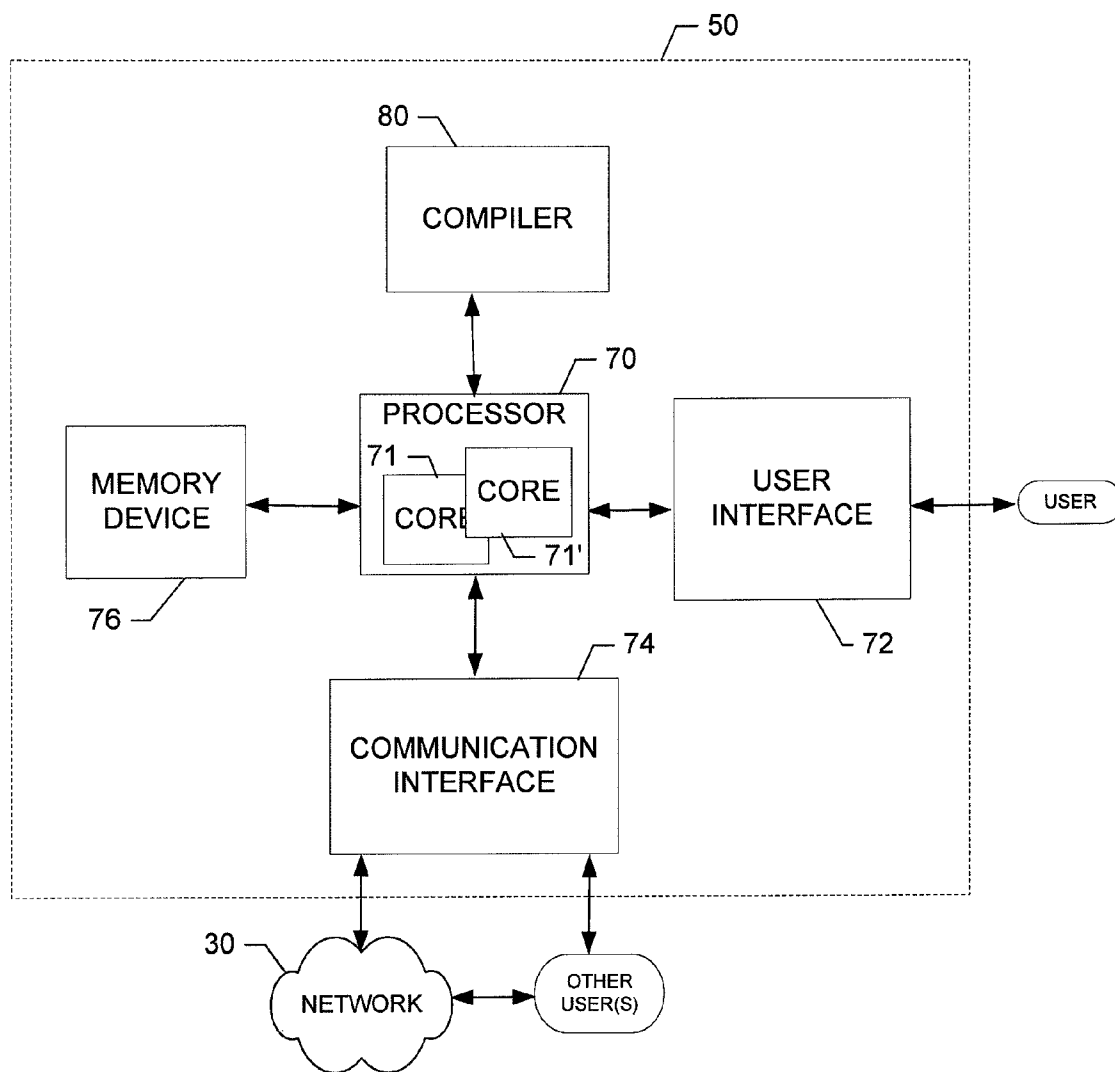 50
80
COMPILER
70
PROCESSOR
71
CORE
CORE
71'
MEMORY
DEVICE
76
USER
INTERFACE
72
USER
74
COMMUNICATION
INTERFACE
30
NETWORK
OTHER
USER(S)